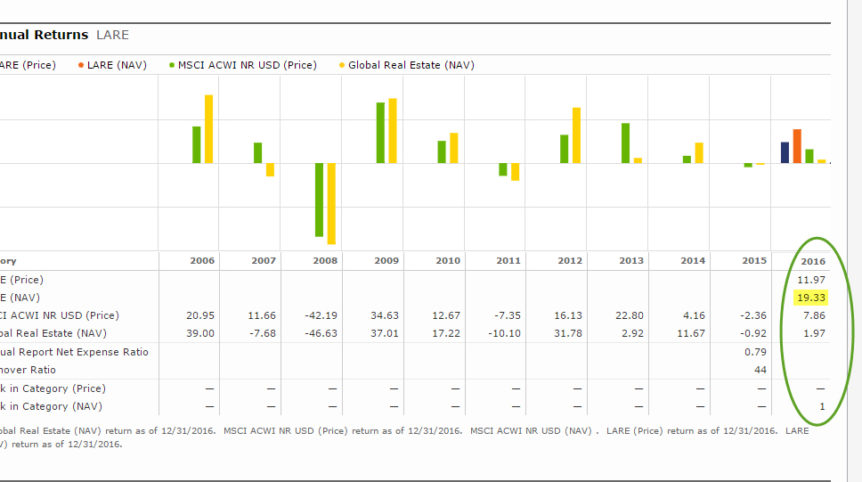 nual Returns LARE
ARE (Price) LARE (NAV) MSCI ACWI NR USD (Price) Global Real Estate (NAV)
ory 2006 2007 2008 2009 2010 2011 2012 2013 2014 2015 2016
E (Price) 11.97
E (NAV) 19.33
CI ACWI NR USD (Price) 20.95 11.66 -42.19 34.63 12.67 -7.35 16.13 22.80 4.16 -2.36 7.86
bal Real Estate (NAV) 39.00 -7.68 -46.63 37.01 17.22 -10.10 31.78 2.92 11.67 -0.92 1.97
ual Report Net Expense Ratio 0.79
nover Ratio 44
k in Category (Price) — — — — — — — — — — —
k in Category (NAV) — — — — — — — — — — 1
obal Real Estate (NAV) return as of 12/31/2016. MSCI ACWI NR USD (Price) return as of 12/31/2016. MSCI ACWI NR USD (NAV) . LARE (Price) return as of 12/31/2016. LARE
V) return as of 12/31/2016.